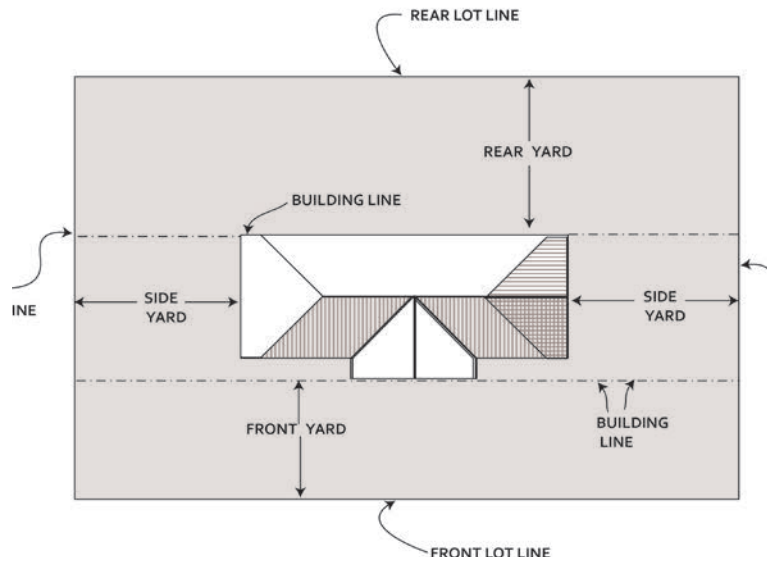 REAR LOT LINE
REAR YARD
BUILDING LINE
INE
SIDE
YARD
SIDE
YARD
FRONT YARD
BUILDING
LINE
FRONT LOT LINE